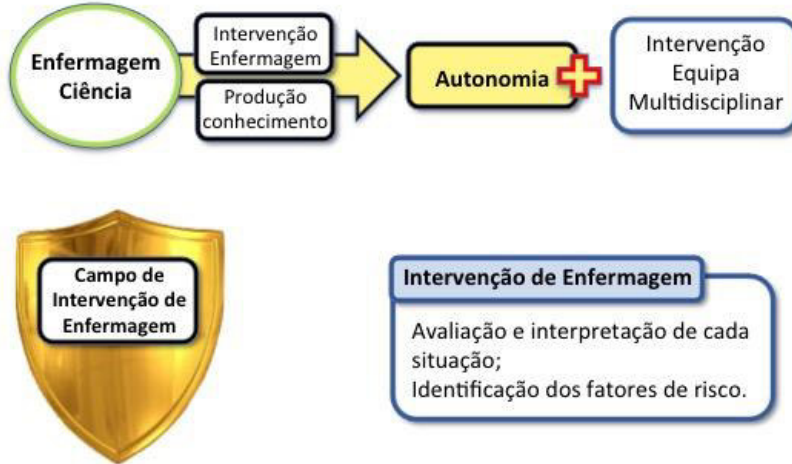 Enfermagem
Ciência
Intervenção
Enfermagem
Produção
conhecimento
Autonomia
Intervenção
Equipa
Multidisciplinar
Campo de
Intervenção de
Enfermagem
Intervenção de Enfermagem
Avaliação e interpretação de cada
situação;
Identificação dos fatores de risco.